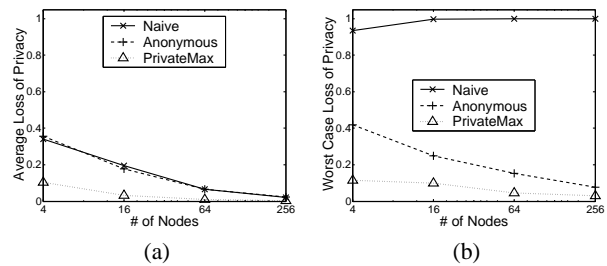 Average Loss of Privacy
1
0.8
0.6
0.4
0.2
0
4
16
64
256
# of Nodes
Naive
Anonymous
PrivateMax
(a)
Worst Case Loss of Privacy
1
0.8
0.6
0.4
0.2
0
4
16
64
256
# of Nodes
Naive
Anonymous
PrivateMax
(b)